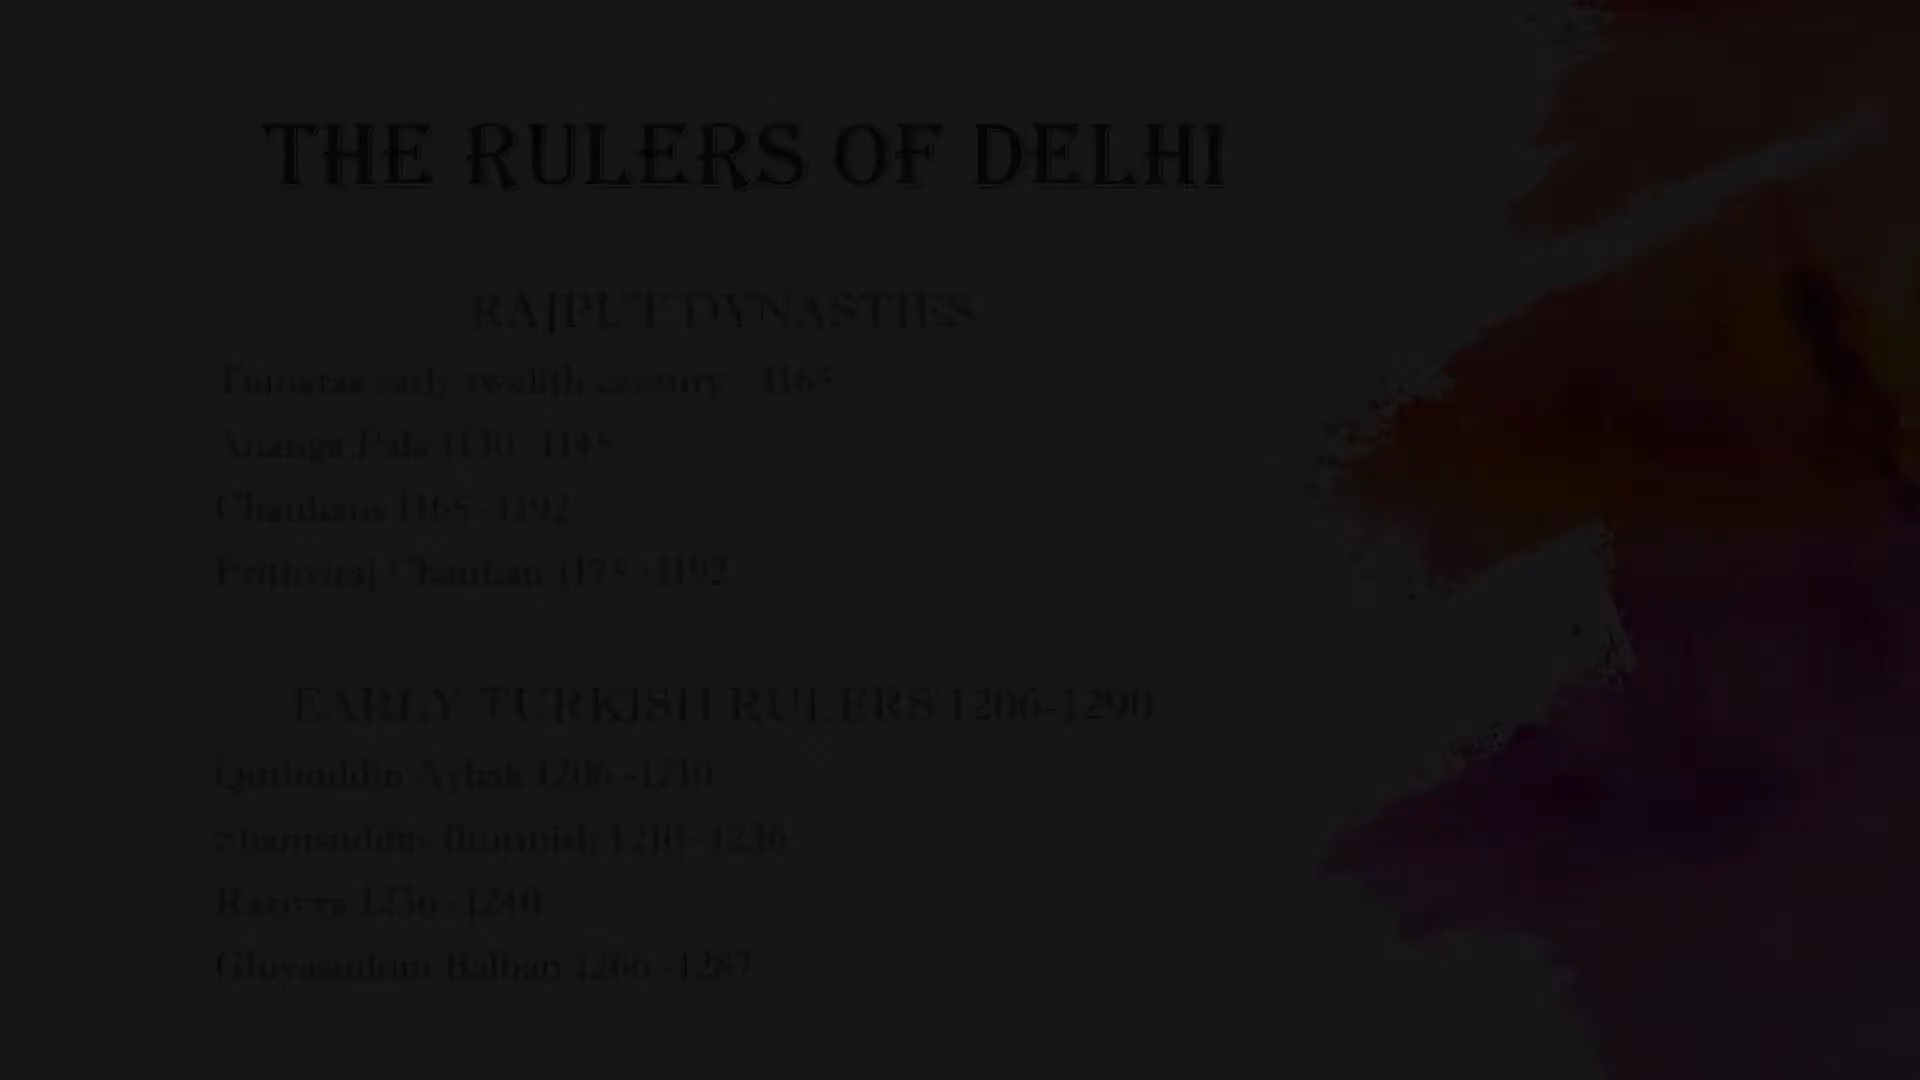 THE RULERS OF DELHI
RAJPUT DYNASTIES
Tomaras early twelfth century - 1165
Ananga Pala 1130 -1145
Chauhans 1165 -1192
Prithviraj Chauhan 1175 -1192
EARLY TURKISH RULERS 1206-1290
Qutbuddin Aybak 1206 -1210
Shamsuddin Iltutmish 1210 -1236
Raziyya 1236 -1240
Ghiyasuddin Balban 1266 -1287